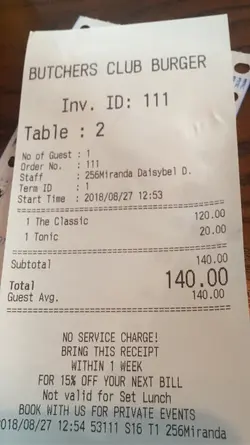 BUTCHERS CLUB BURGER
Inv. ID: 111
Table : 2
No of Guest : 1
Order No. : 111
Staff : 256Miranda Daisybel D.
Term ID : 1
Start Time : 2018/08/27 12:53
1 The Classic 120.00
1 Tonic 20.00
Subtotal 140.00
Total 140.00
Guest Avg. 140.00
NO SERVICE CHARGE!
BRING THIS RECEIPT
WITHIN 1 WEEK
FOR 15% OFF YOUR NEXT BILL
Not valid for Set Lunch
BOOK WITH US FOR PRIVATE EVENTS
018/08/27 12:54 53111 S16 T1 256Miranda